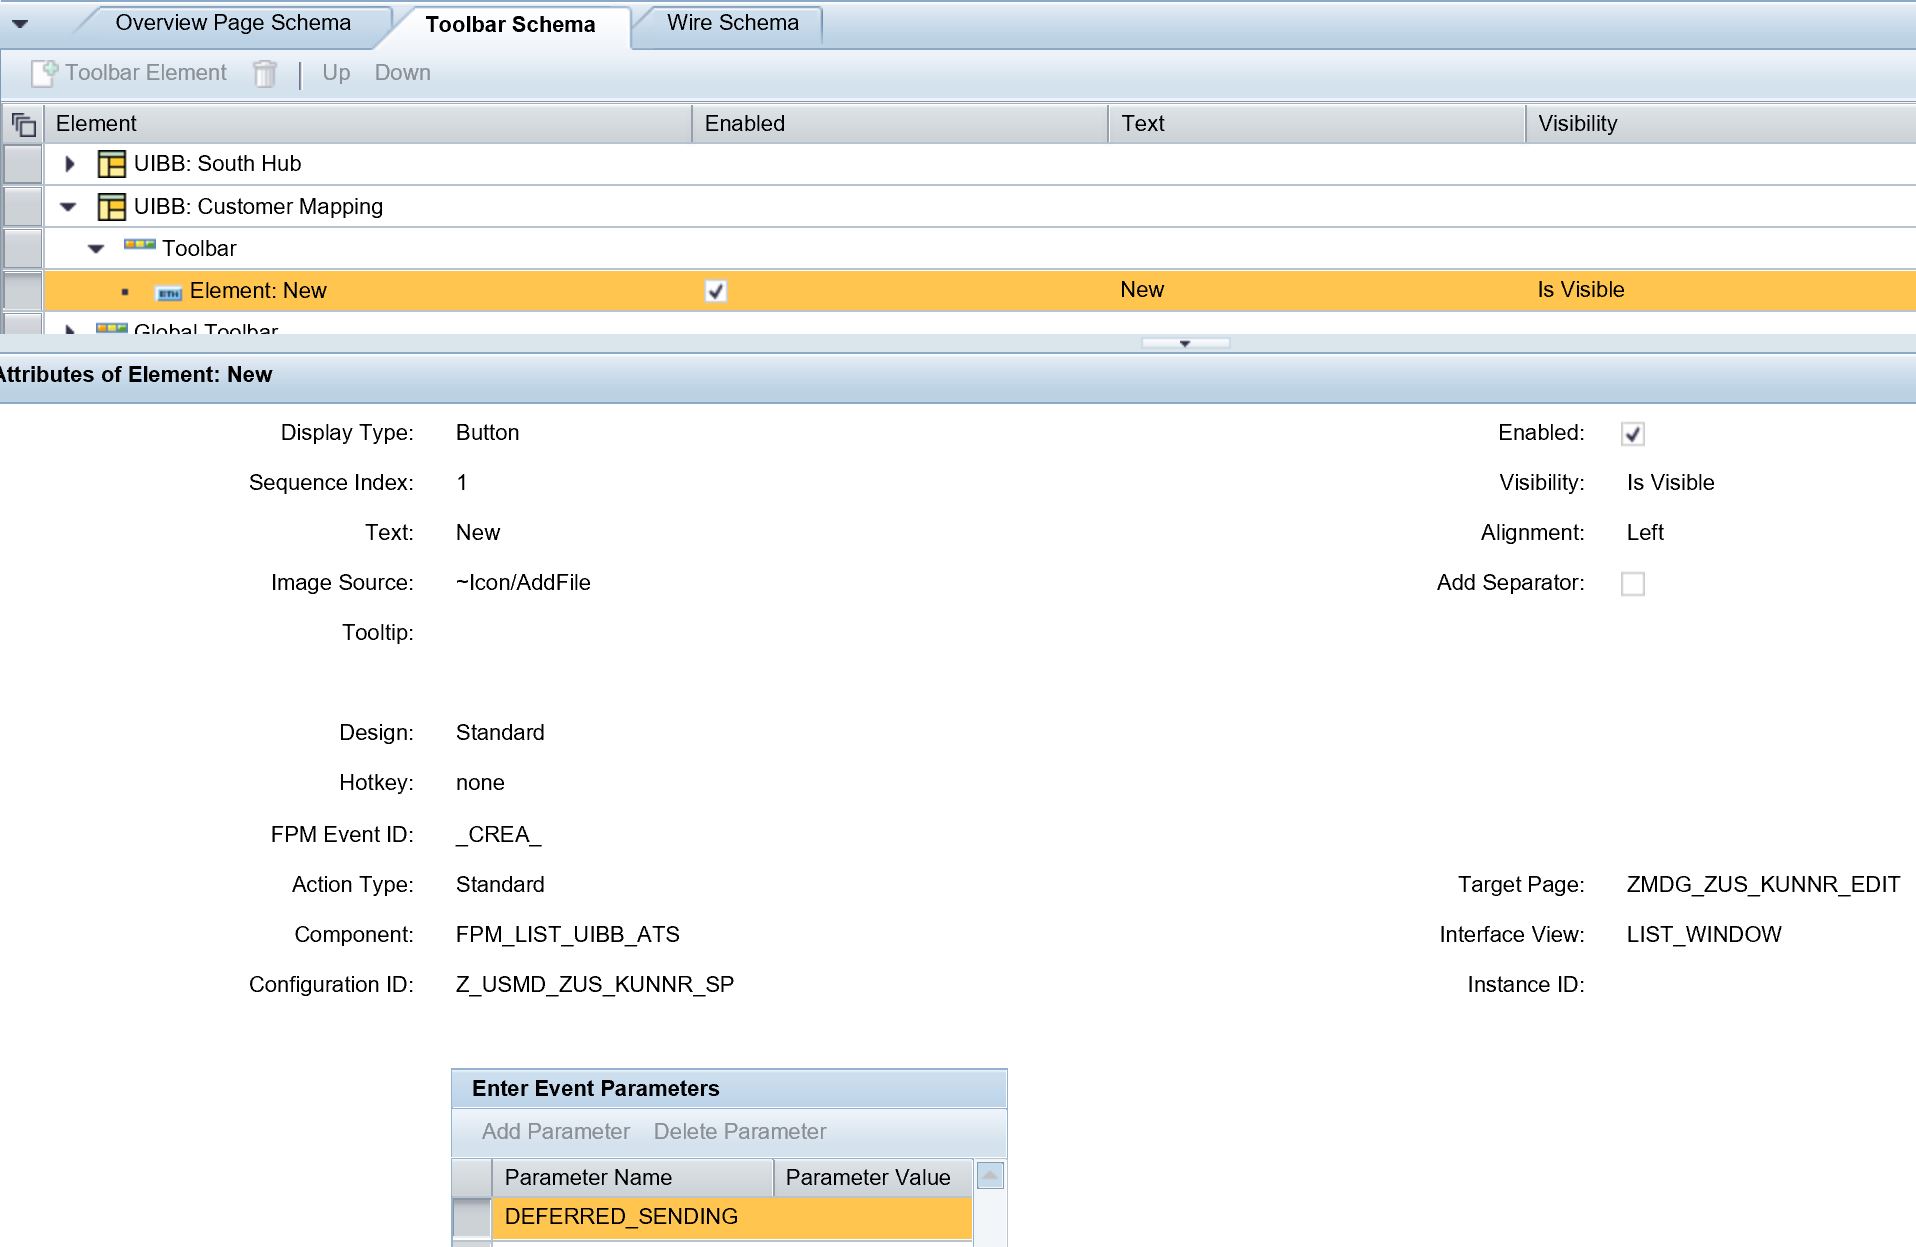 Overview Page Schema Toolbar Schema Wire Schema
Toolbar Element Up Down
Element Enabled Text Visibility
UIBB: South Hub
UIBB: Customer Mapping
Toolbar
Element: New New Is Visible
Global Toolbar
Attributes of Element: New
Display Type: Button Enabled:
Sequence Index: 1 Visibility: Is Visible
Text: New Alignment: Left
Image Source: ~Icon/AddFile Add Separator:
Tooltip:
Design: Standard
Hotkey: none
FPM Event ID: _CREA_
Action Type: Standard Target Page: ZMDG_ZUS_KUNNR_EDIT
Component: FPM_LIST_UIBB_ATS Interface View: LIST_WINDOW
Configuration ID: Z_USMD_ZUS_KUNNR_SP Instance ID:
Enter Event Parameters
Add Parameter Delete Parameter
Parameter Name Parameter Value
DEFERRED_SENDING